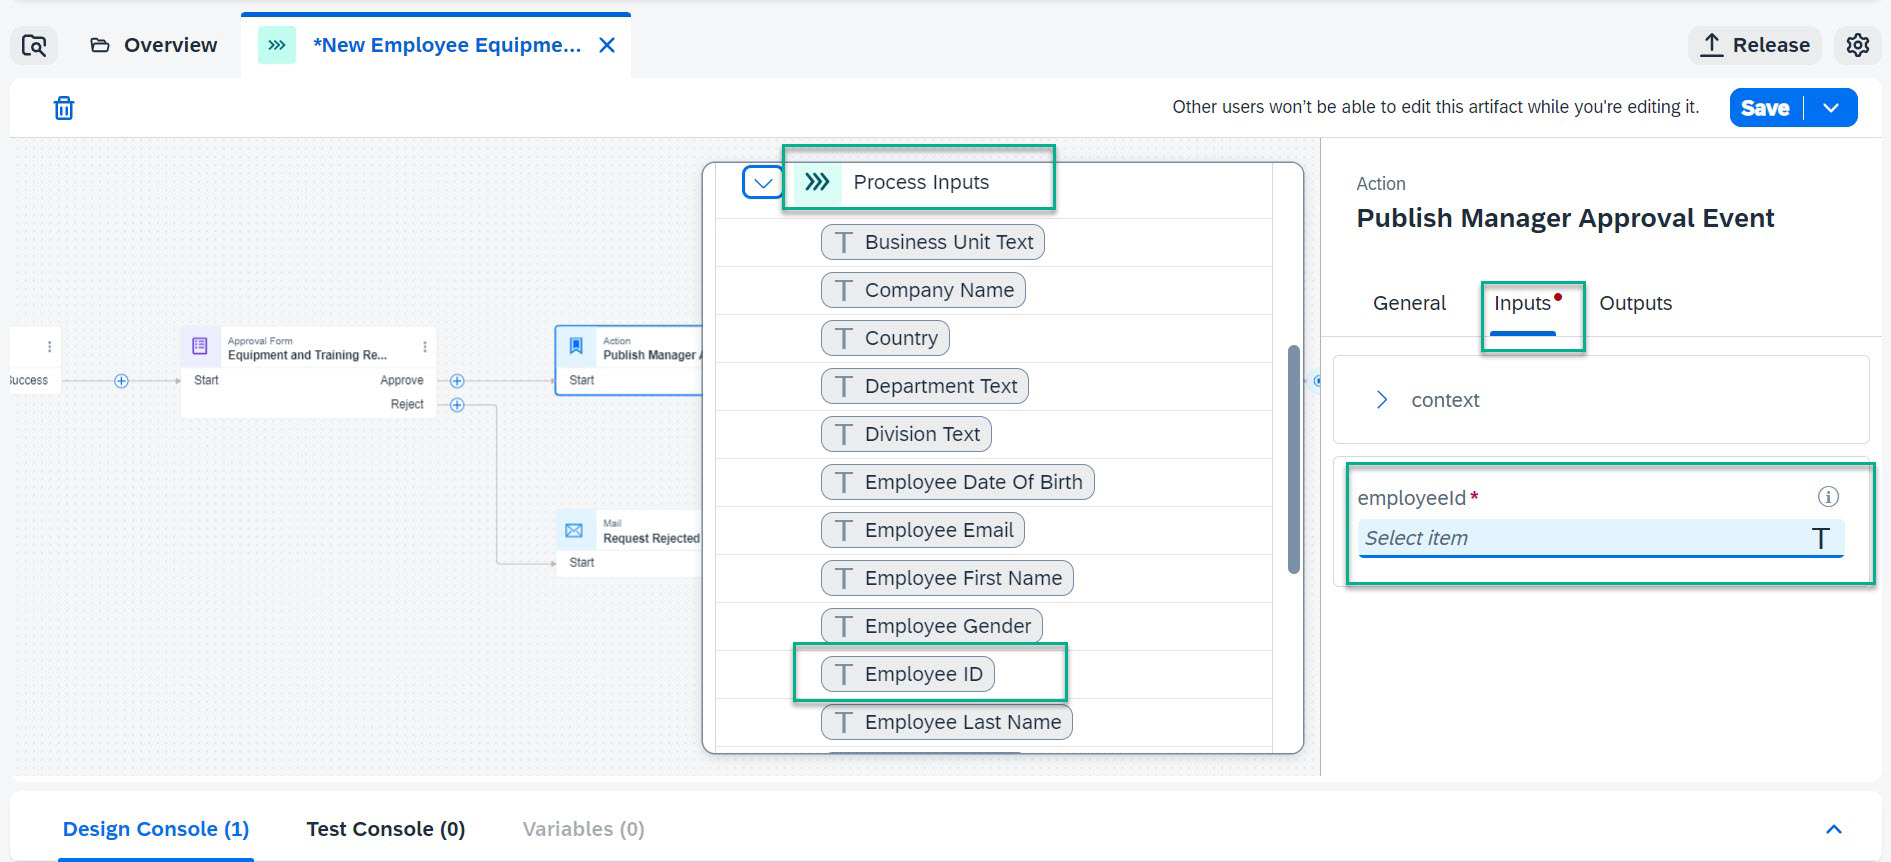 Overview
*New Employee Equipme...
Release
Other users won't be able to edit this artifact while you're editing it.
Save
Success
Approval Form
Equipment and Training Re...
Start
Approve
Reject
Action
Publish Manager
Start
Mail
Request Rejected
Start
Process Inputs
Business Unit Text
Company Name
Country
Department Text
Division Text
Employee Date Of Birth
Employee Email
Employee First Name
Employee Gender
Employee ID
Employee Last Name
Action
Publish Manager Approval Event
General
Inputs
Outputs
context
employeeId *
Select item
Design Console (1)
Test Console (0)
Variables (0)